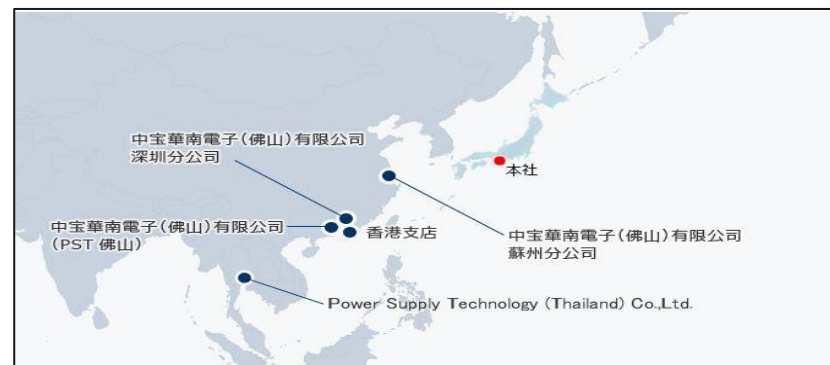 中宝華南電子(佛山)有限公司
深圳分公司
本社
中宝華南電子(佛山)有限公司
(PST 佛山)
香港支店
中宝華南電子(佛山)有限公司
蘇州分公司
Power Supply Technology (Thailand) Co.,Ltd.